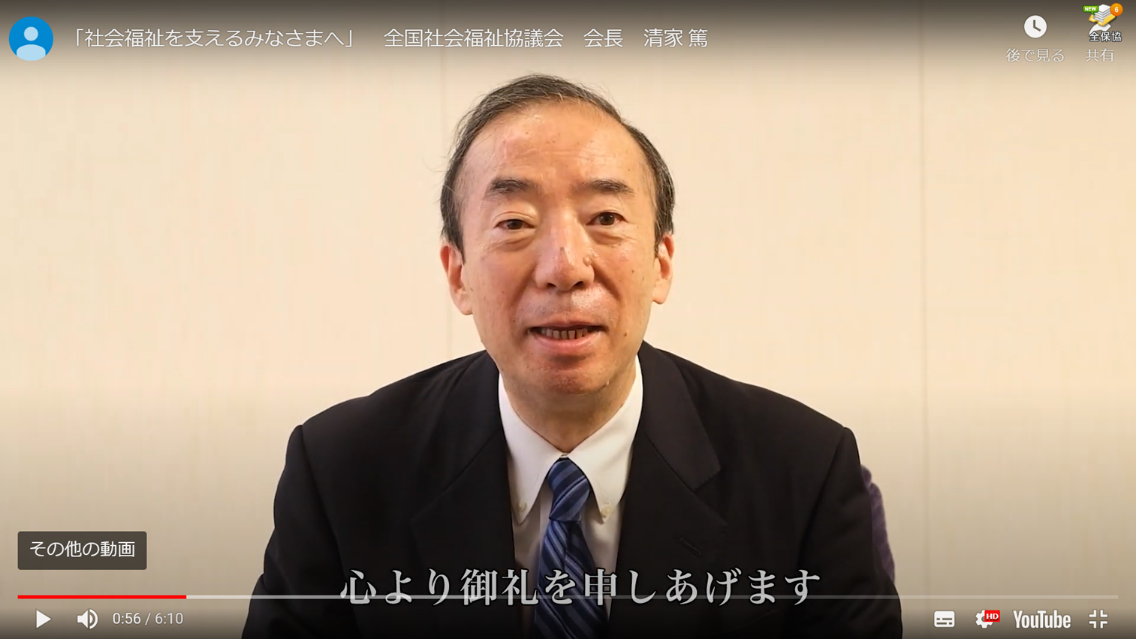 「社会福祉を支えるみなさまへ」　全国社会福祉協議会　会長　清家 篤
後で見る
NEW
6
全保協
共有
その他の動画
心より御礼を申しあげます
0:56 / 6:10
HD
YouTube